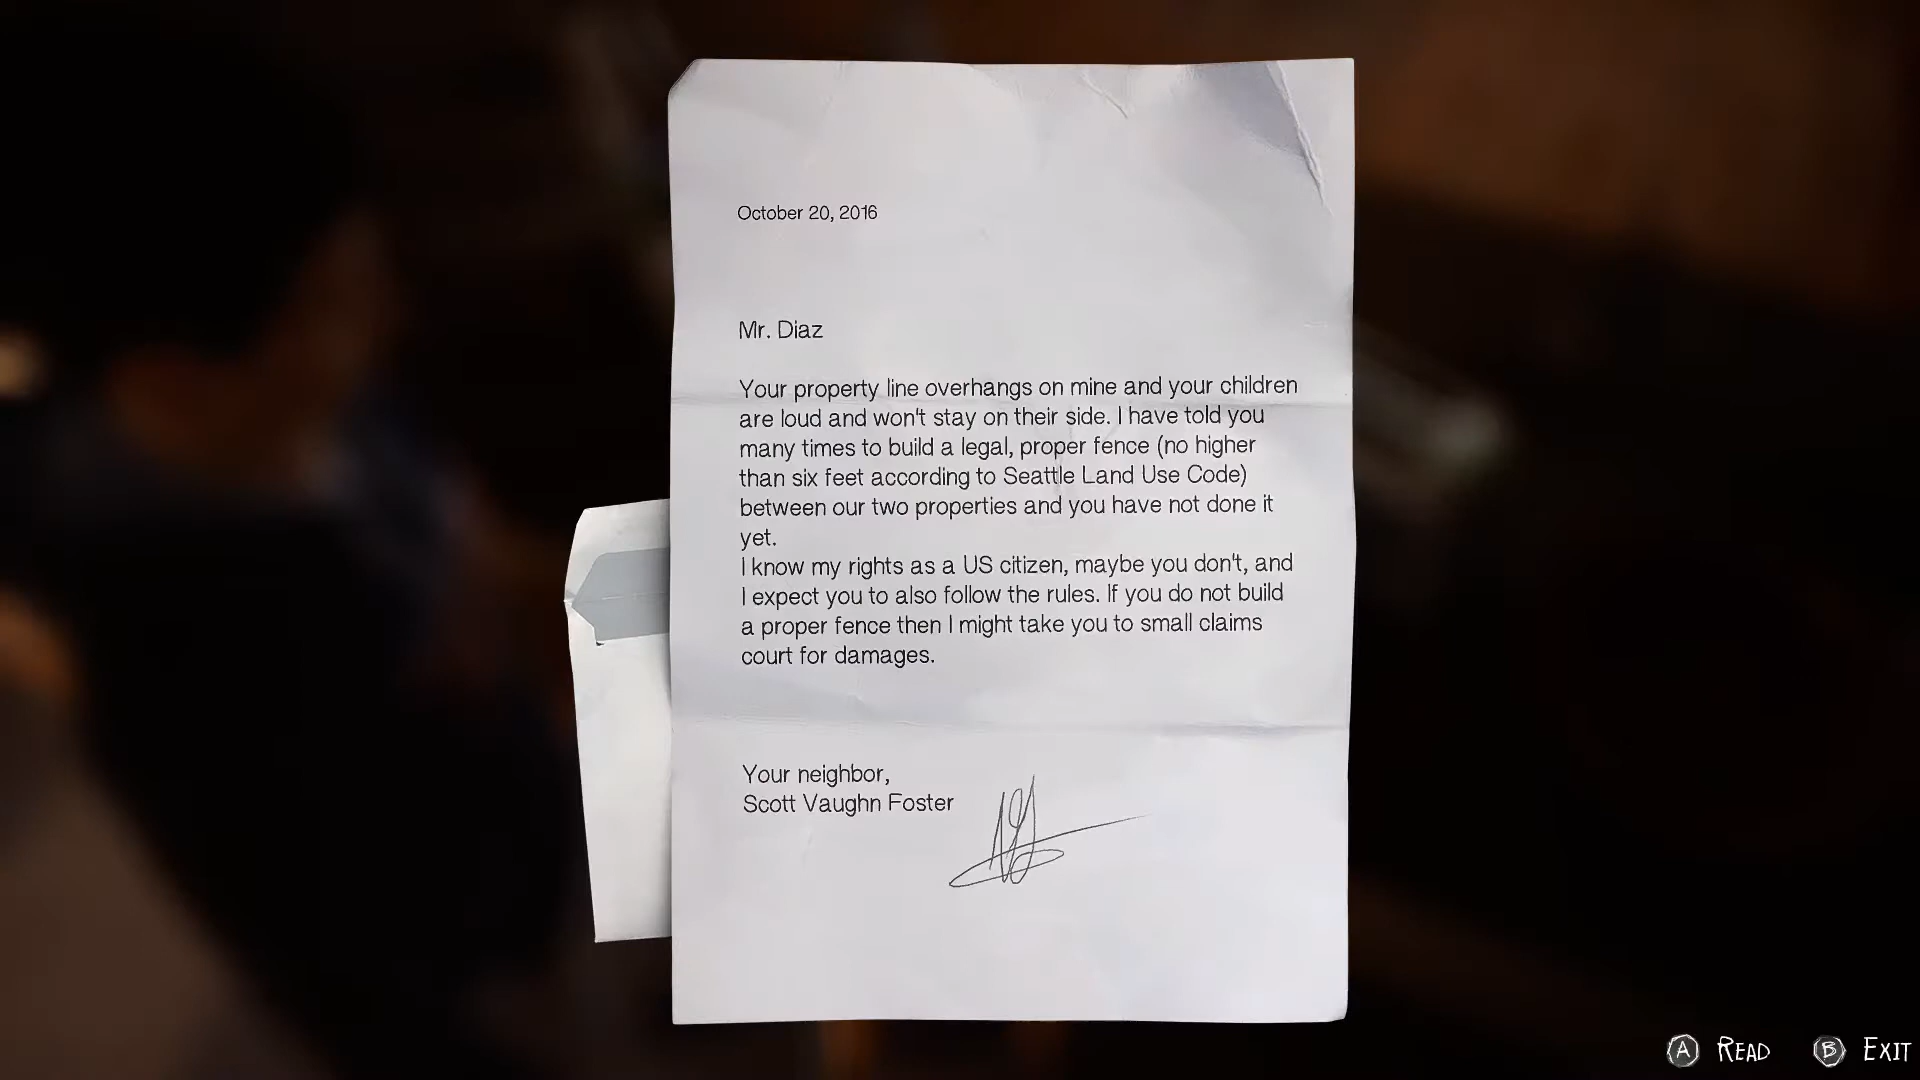 October 20, 2016
Mr. Diaz
Your property line overhangs on mine and your children
are loud and won't stay on their side. I have told you
many times to build a legal, proper fence (no higher
than six feet according to Seattle Land Use Code)
between our two properties and you have not done it
yet.
I know my rights as a US citizen, maybe you don't, and
I expect you to also follow the rules. If you do not build
a proper fence then I might take you to small claims
court for damages.
Your neighbor,
Scott Vaughn Foster
A READ B EXIT